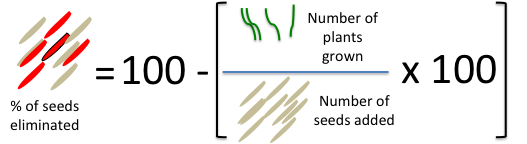 Number of
plants
grown
= 100 - [ x 100 ]
Number of
seeds added
% of seeds
eliminated